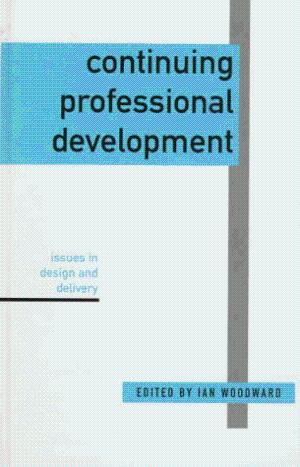 continuing
professional
development
issues in
design and
delivery
EDITED BY IAN WOODWARD